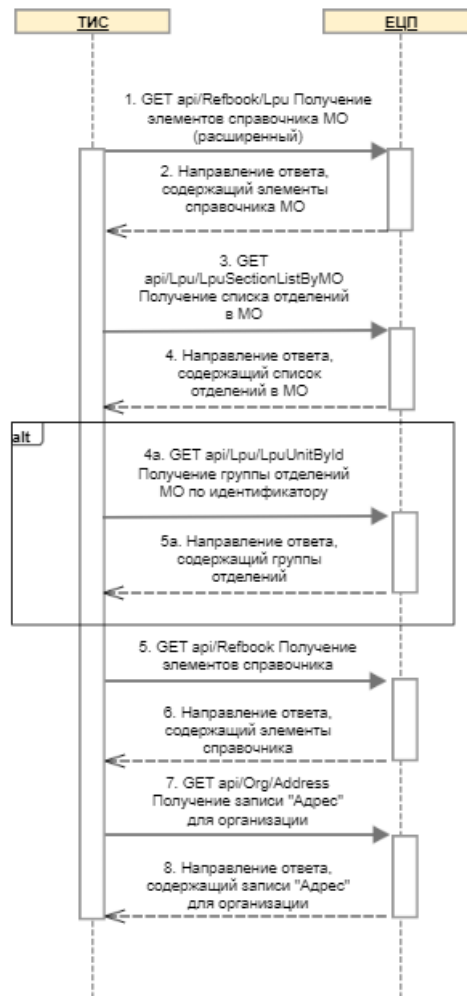 ТИС
ЕЦП
1. GET api/Refbook/Lpu Получение
элементов справочника МО
(расширенный)
2. Направление ответа,
содержащий элементы
справочника МО
3. GET
api/Lpu/LpuSectionListByMO
Получение списка отделений
в МО
4. Направление ответа,
содержащий список
отделений в МО
alt
4а. GET api/Lpu/LpuUnitById
Получение группы отделений
МО по идентификатору
5а. Направление ответа,
содержащий группы
отделений
5. GET api/Refbook Получение
элементов справочника
6. Направление ответа,
содержащий элементы
справочника
7. GET api/Org/Address
Получение записи "Адрес"
для организации
8. Направление ответа,
содержащий записи "Адрес"
для организации